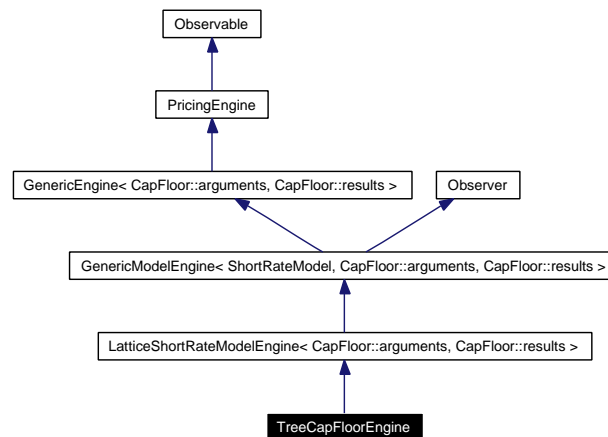 Observable
PricingEngine
GenericEngine< CapFloor::arguments, CapFloor::results >
Observer
GenericModelEngine< ShortRateModel, CapFloor::arguments, CapFloor::results >
LatticeShortRateModelEngine< CapFloor::arguments, CapFloor::results >
TreeCapFloorEngine